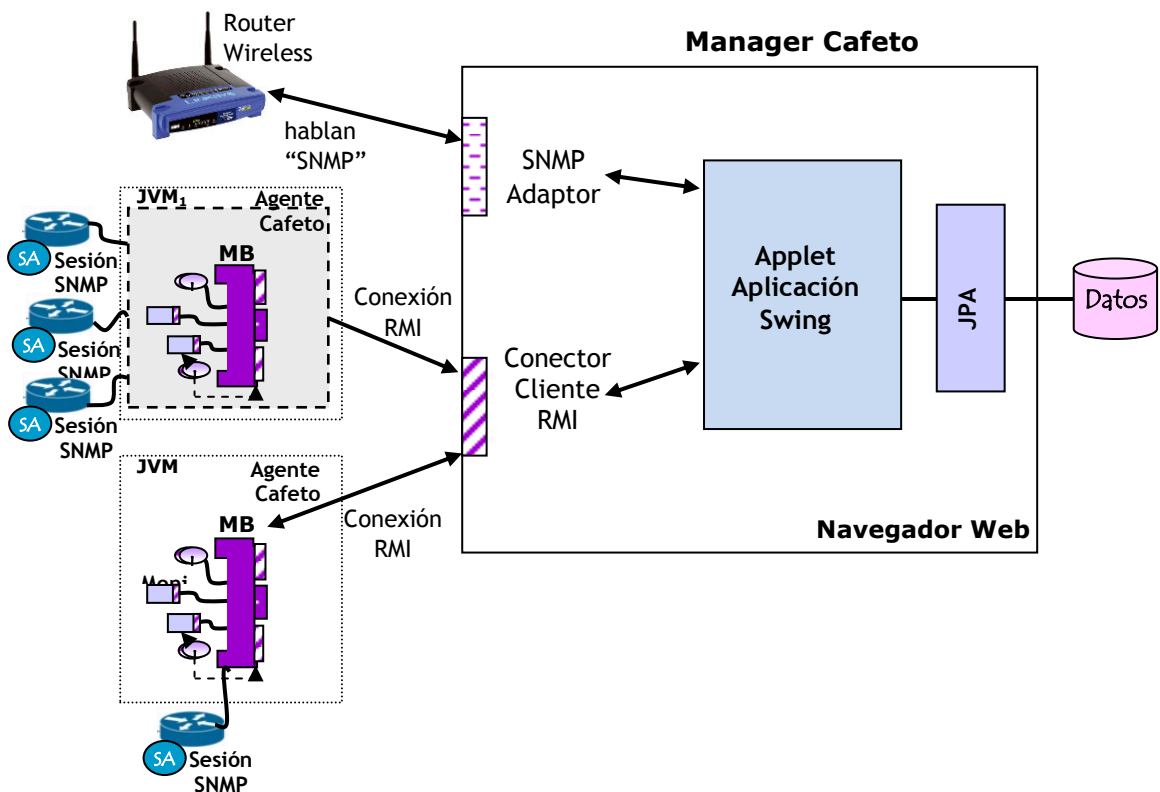 Router
Wireless
Manager Cafeto
hablan
“SNMP”
SNMP
Adaptor
JVM1
Agente
Cafeto
MB
SA
Sesión
SNMP
SA
Sesión
SNMP
SA
Sesión
SNMP
Conexión
RMI
Applet
Aplicación
Swing
JPA
Datos
Conector
Cliente
RMI
JVM
Agente
Cafeto
MB
Conexión
RMI
Navegador Web
SA
Sesión
SNMP